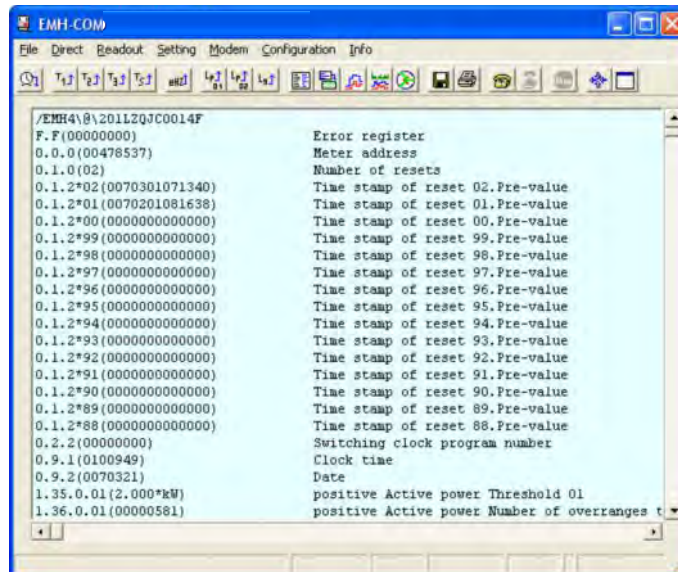 EMH-COM
File Direct Readout Setting Modem Configuration Info
/EMH4\@\201LZQJC0014F
F.F(00000000) Error register
0.0.0(00478537) Meter address
0.1.0(02) Number of resets
0.1.2*02(0070301071340) Time stamp of reset 02.Pre-value
0.1.2*01(0070201081638) Time stamp of reset 01.Pre-value
0.1.2*00(0000000000000) Time stamp of reset 00.Pre-value
0.1.2*99(0000000000000) Time stamp of reset 99.Pre-value
0.1.2*98(0000000000000) Time stamp of reset 98.Pre-value
0.1.2*97(0000000000000) Time stamp of reset 97.Pre-value
0.1.2*96(0000000000000) Time stamp of reset 96.Pre-value
0.1.2*95(0000000000000) Time stamp of reset 95.Pre-value
0.1.2*94(0000000000000) Time stamp of reset 94.Pre-value
0.1.2*93(0000000000000) Time stamp of reset 93.Pre-value
0.1.2*92(0000000000000) Time stamp of reset 92.Pre-value
0.1.2*91(0000000000000) Time stamp of reset 91.Pre-value
0.1.2*90(0000000000000) Time stamp of reset 90.Pre-value
0.1.2*89(0000000000000) Time stamp of reset 89.Pre-value
0.1.2*88(0000000000000) Time stamp of reset 88.Pre-value
0.2.2(00000000) Switching clock program number
0.9.1(0100949) Clock time
0.9.2(0070321) Date
1.35.0.01(2.000*kW) positive Active power Threshold 01
1.36.0.01(00000581) positive Active power Number of overranges t